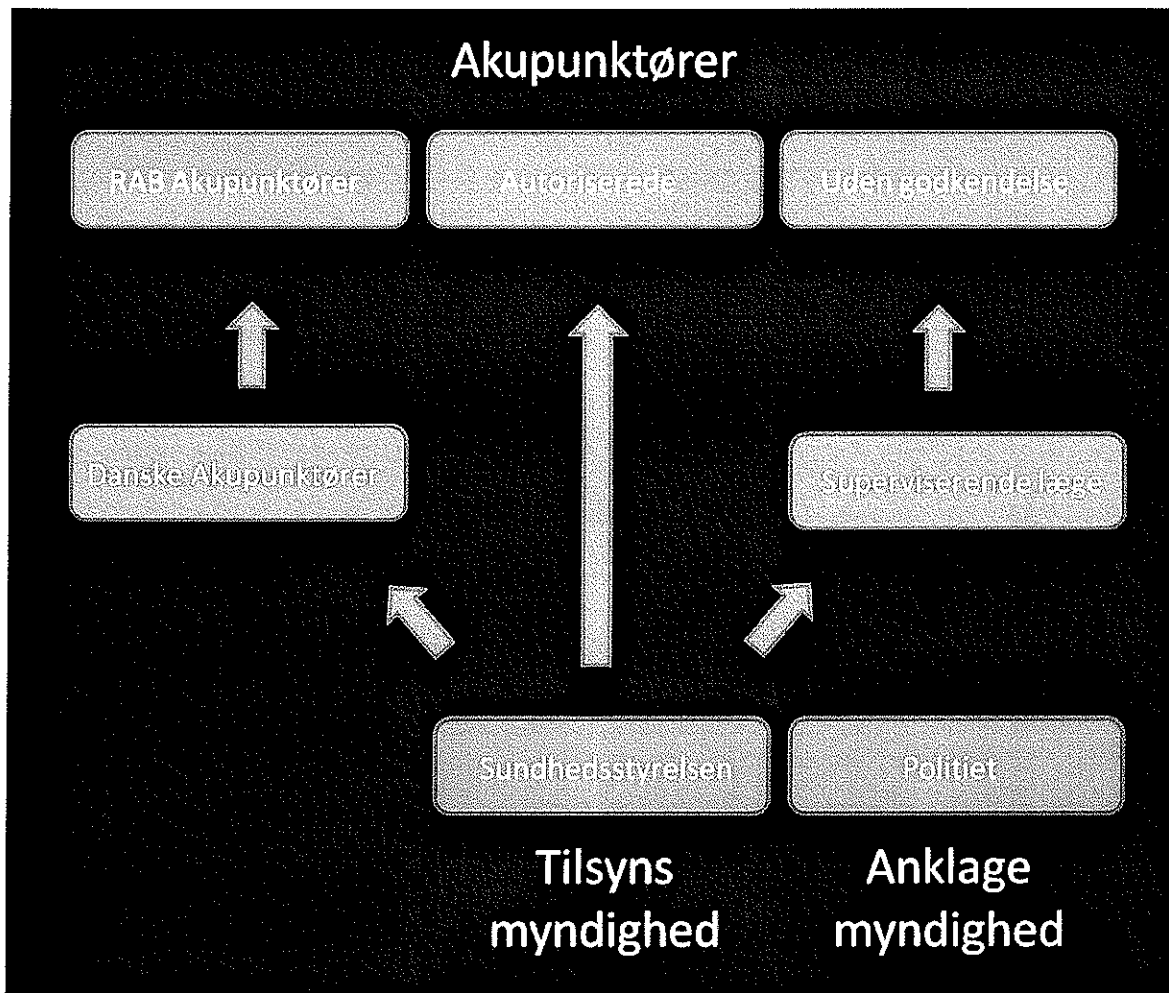 Akupunktører
RAB Akupunktører
Autoriserede
Uden godkendelse
Danske Akupunktører
Superviserende læge
Sundhedsstyrelsen
Politiet
Tilsyns
myndighed
Anklage
myndighed